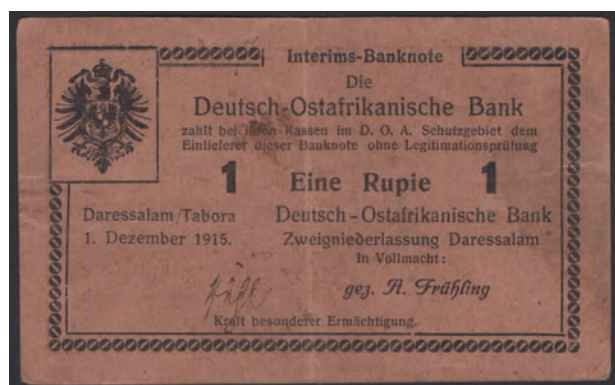 Interims-Banknote
Die
Deutsch-Ostafrikanische Bank
zahlt bei ihren Kassen im D. O. A. Schutzgebiet dem
Einlieferer dieser Banknote ohne Legitimationsprüfung
1 Eine Rupie 1
Daressalam/Tabora
1. Dezember 1915.
Deutsch-Ostafrikanische Bank
Zweigniederlassung Daressalam
In Vollmacht:
gez. A. Frühling
Kraft besonderer Ermächtigung.